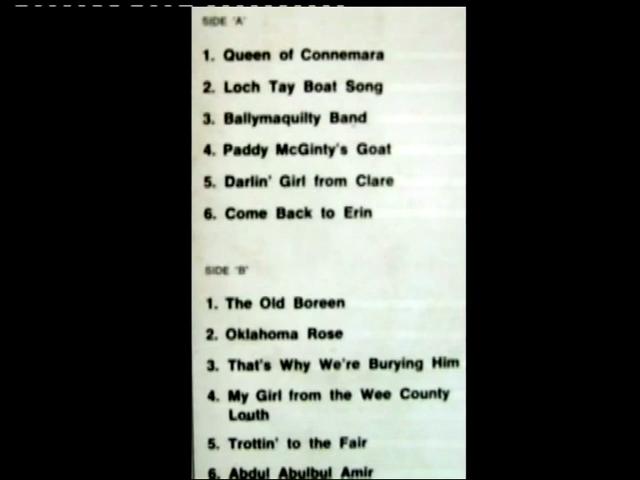 SIDE 'A'
1. Queen of Connemara
2. Loch Tay Boat Song
3. Ballymaquilty Band
4. Paddy McGinty's Goat
5. Darlin' Girl from Clare
6. Come Back to Erin
SIDE 'B'
1. The Old Boreen
2. Oklahoma Rose
3. That's Why We're Burying Him
4. My Girl from the Wee County
Louth
5. Trottin' to the Fair
6. Abdul Abulbul Amir